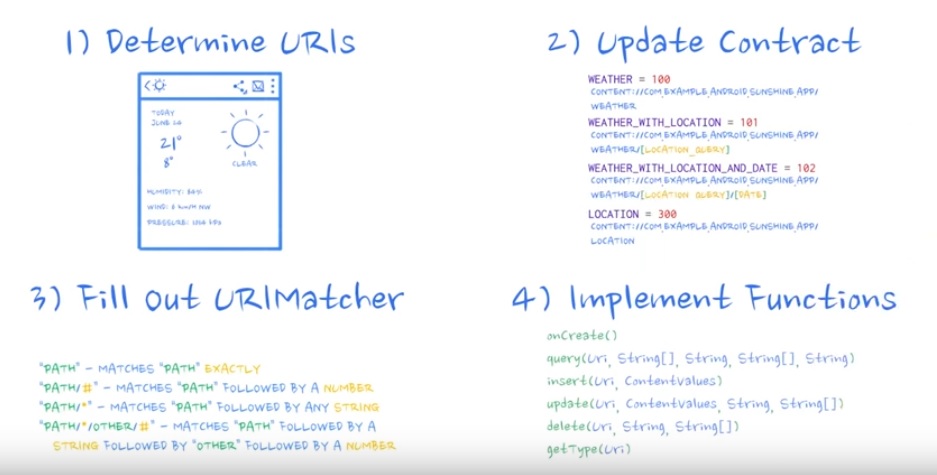 1) Determine URIs
TODAY
JUNE 26
21°
8°
CLEAR
HUMIDITY: 84%
WIND: 8 km/H NW
PRESSURE: kPa
2) Update Contract
WEATHER = 100
CONTENT://COM.EXAMPLE.ANDROID.SUNSHINE.APP/
WEATHER
WEATHER_WITH_LOCATION = 101
CONTENT://COM.EXAMPLE.ANDROID.SUNSHINE.APP/
WEATHER/[LOCATION_QUERY]
WEATHER_WITH_LOCATION_AND_DATE = 102
CONTENT://COM.EXAMPLE.ANDROID.SUNSHINE.APP/
WEATHER/[LOCATION QUERY]/[DATE]
LOCATION = 300
CONTENT://COM.EXAMPLE.ANDROID.SUNSHINE.APP/
LOCATION
3) Fill Out URIMatcher
"PATH" - MATCHES "PATH" EXACTLY
"PATH/#" - MATCHES "PATH" FOLLOWED BY A NUMBER
"PATH/*" - MATCHES "PATH" FOLLOWED BY ANY STRING
"PATH/*/OTHER/#" - MATCHES "PATH" FOLLOWED BY A
STRING FOLLOWED BY "OTHER" FOLLOWED BY A NUMBER
4) Implement Functions
onCreate()
query(Uri, String[], String, String[], String)
insert(Uri, ContentValues)
update(Uri, ContentValues, String, String[])
delete(Uri, String, String[])
getType(Uri)